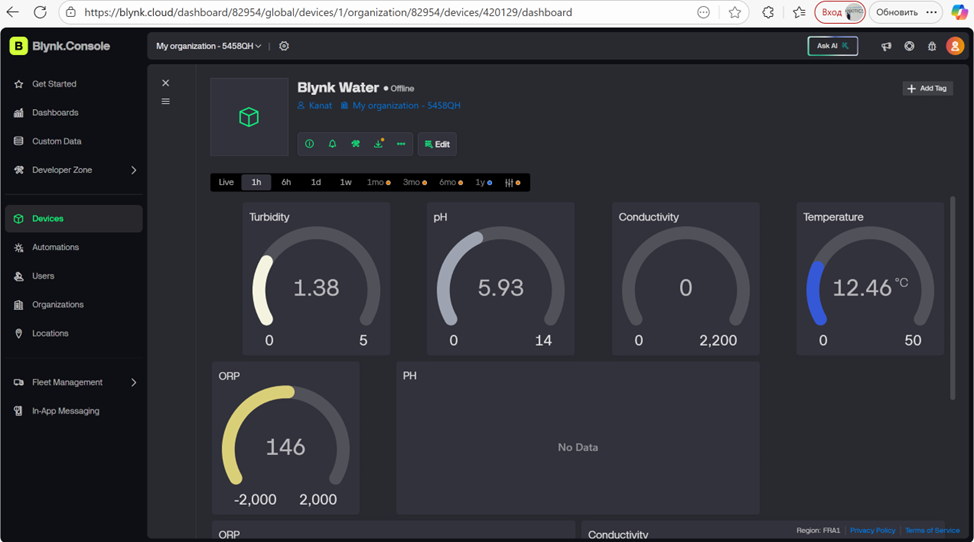 https://blynk.cloud/dashboard/82954/global/devices/1/organization/82954/devices/420129/dashboard
Вход
Обновить
B Blynk.Console
My organization - 5458QH
Ask AI
Get Started
Dashboards
Custom Data
Developer Zone
Devices
Automations
Users
Organizations
Locations
Fleet Management
In-App Messaging
Blynk Water
Offline
Add Tag
Kanat
My organization - 5458QH
Edit
Live 1h 6h 1d 1w 1mo 3mo 6mo 1y
Turbidity
1.38
0 5
pH
5.93
0 14
Conductivity
0
0 2,200
Temperature
12.46 °C
0 50
ORP
146
-2,000 2,000
PH
No Data
ORP
Conductivity
Region: FRA1 Privacy Policy Terms of Service